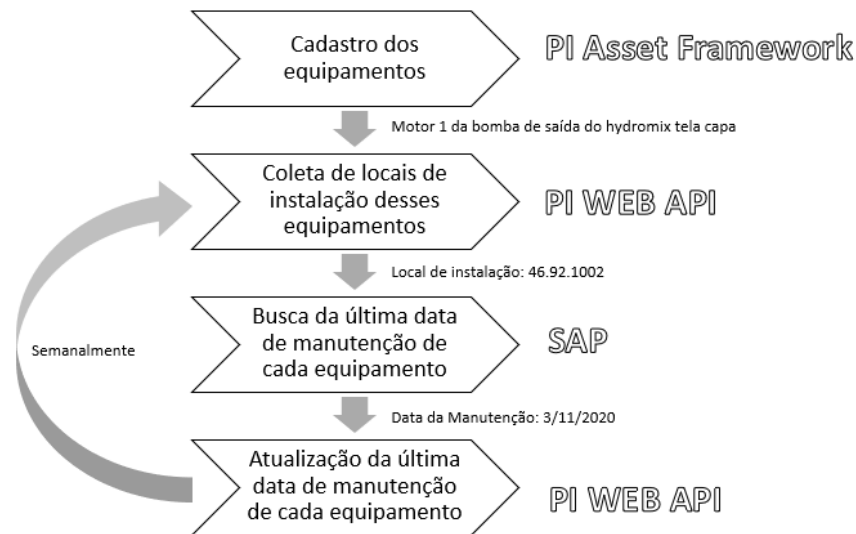 Cadastro dos
equipamentos
PI Asset Framework
Motor 1 da bomba de saída do hydromix tela capa
Coleta de locais de
instalação desses
equipamentos
PI WEB API
Local de instalação: 46.92.1002
Busca da última data
de manutenção de
cada equipamento
SAP
Semanalmente
Data da Manutenção: 3/11/2020
Atualização da última
data de manutenção
de cada equipamento
PI WEB API